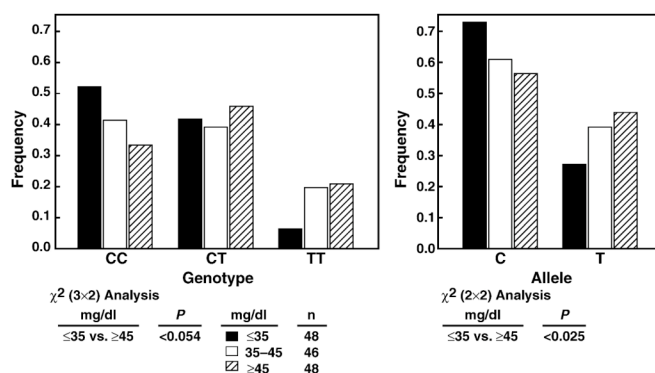 0.7
0.6
0.5
0.4
0.3
0.2
0.1
0.0
Frequency
CC CT TT
Genotype
χ2 (3×2) Analysis
mg/dl P
≤35 vs. ≥45 <0.054
mg/dl n
≤35 48
35–45 46
≥45 48
0.7
0.6
0.5
0.4
0.3
0.2
0.1
0.0
Frequency
C T
Allele
χ2 (2×2) Analysis
mg/dl P
≤35 vs. ≥45 <0.025